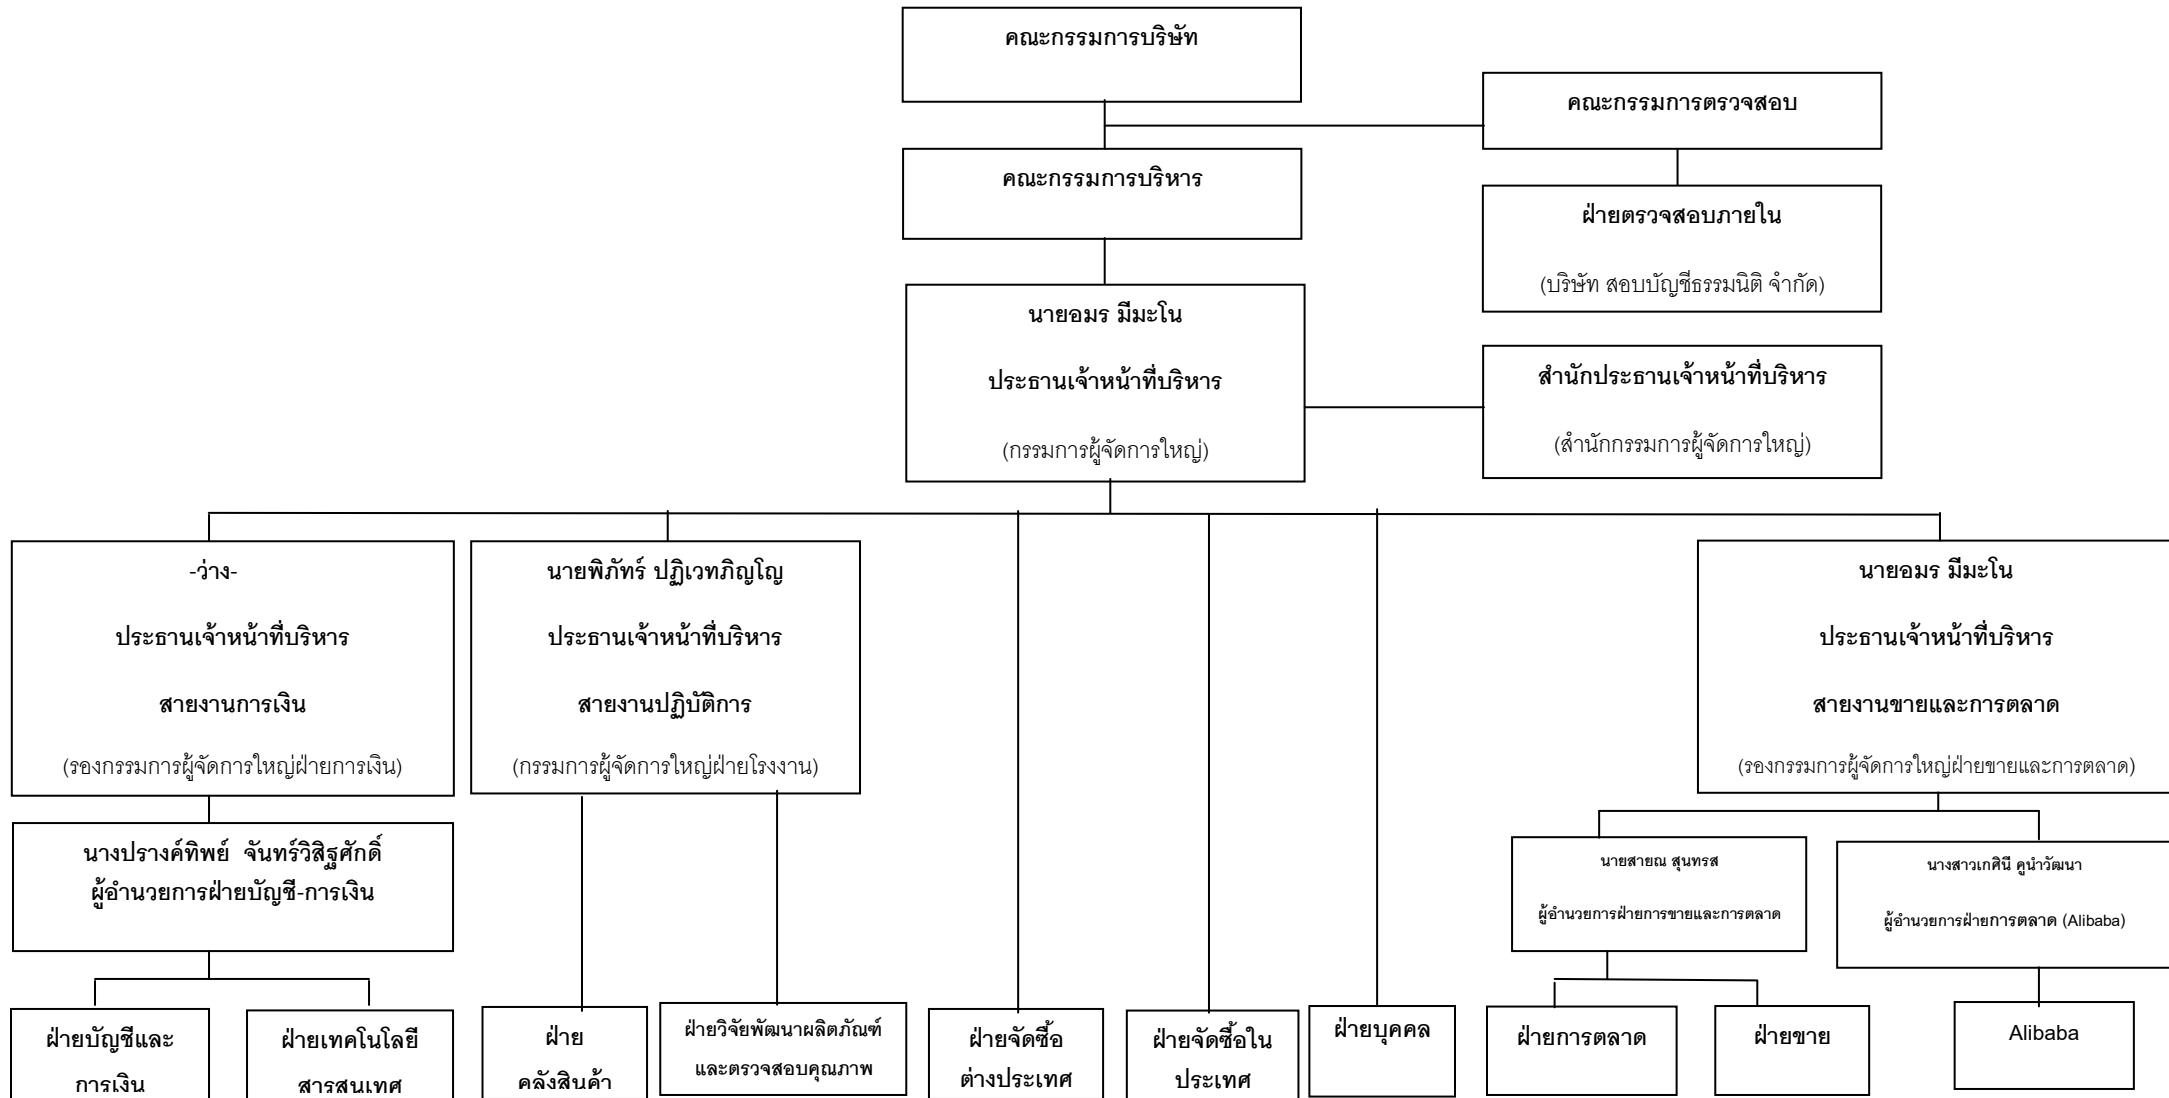 คณะกรรมการบริษัท
คณะกรรมการตรวจสอบ
คณะกรรมการบริหาร
ฝ่ายตรวจสอบภายใน
(บริษัท สอบบัญชีธรรมนิติ จำกัด)
นายอมร มีมะโน
ประธานเจ้าหน้าที่บริหาร
(กรรมการผู้จัดการใหญ่)
สำนักประธานเจ้าหน้าที่บริหาร
(สำนักกรรมการผู้จัดการใหญ่)
-ว่าง-
ประธานเจ้าหน้าที่บริหาร
สายงานการเงิน
(รองกรรมการผู้จัดการใหญ่ฝ่ายการเงิน)
นายพิภัทร์ ปฏิเวทภิญโญ
ประธานเจ้าหน้าที่บริหาร
สายงานปฏิบัติการ
(กรรมการผู้จัดการใหญ่ฝ่ายโรงงาน)
นายอมร มีมะโน
ประธานเจ้าหน้าที่บริหาร
สายงานขายและการตลาด
(รองกรรมการผู้จัดการใหญ่ฝ่ายขายและการตลาด)
นางปรางค์ทิพย์ จันทร์วิสิฐศักดิ์
ผู้อำนวยการฝ่ายบัญชี-การเงิน
นายสายณ สุนทรส
ผู้อำนวยการฝ่ายการขายและการตลาด
นางสาวเกศินี คูนำวัฒนา
ผู้อำนวยการฝ่ายการตลาด (Alibaba)
ฝ่ายบัญชีและ
การเงิน
ฝ่ายเทคโนโลยี
สารสนเทศ
ฝ่าย
คลังสินค้า
ฝ่ายวิจัยพัฒนาผลิตภัณฑ์
และตรวจสอบคุณภาพ
ฝ่ายจัดซื้อ
ต่างประเทศ
ฝ่ายจัดซื้อใน
ประเทศ
ฝ่ายบุคคล
ฝ่ายการตลาด
ฝ่ายขาย
Alibaba